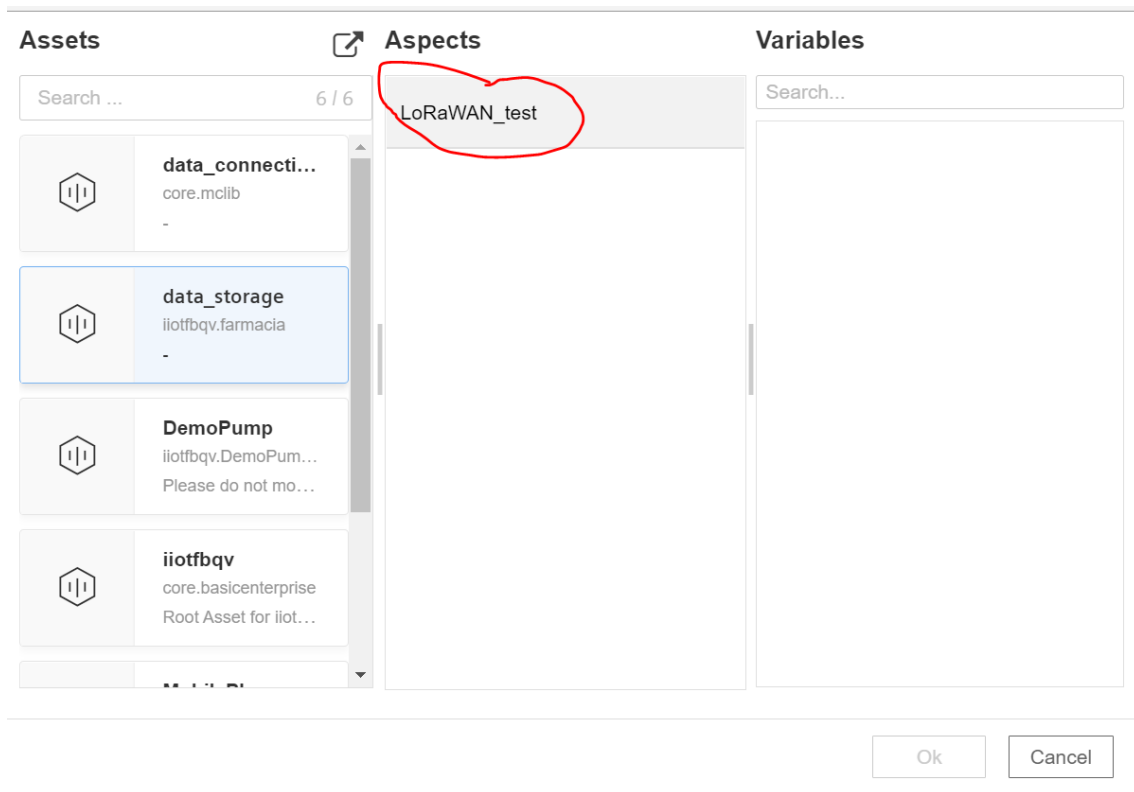 Assets
Aspects
Variables
Search ...
6 / 6
LoRaWAN_test
Search...
data_connecti...
core.mclib
-
data_storage
iiotfbqv.farmacia
-
DemoPump
iiotfbqv.DemoPum...
Please do not mo...
iiotfbqv
core.basicenterprise
Root Asset for iiot...
Ok
Cancel